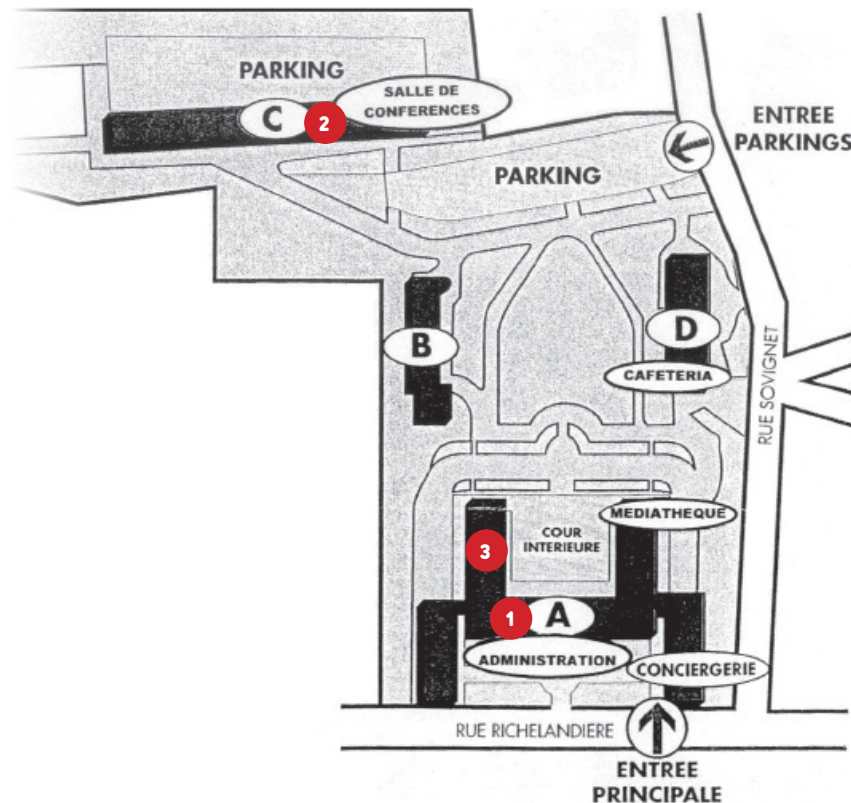 PARKING
SALLE DE
CONFERENCES
C
2
ENTREE
PARKINGS
PARKING
B
D
CAFETERIA
RUE SOVIGNET
MEDIATHEQUE
COUR
INTERIEURE
3
1
A
ADMINISTRATION
CONCIERGERIE
RUE RICHELANDIERE
ENTREE
PRINCIPALE